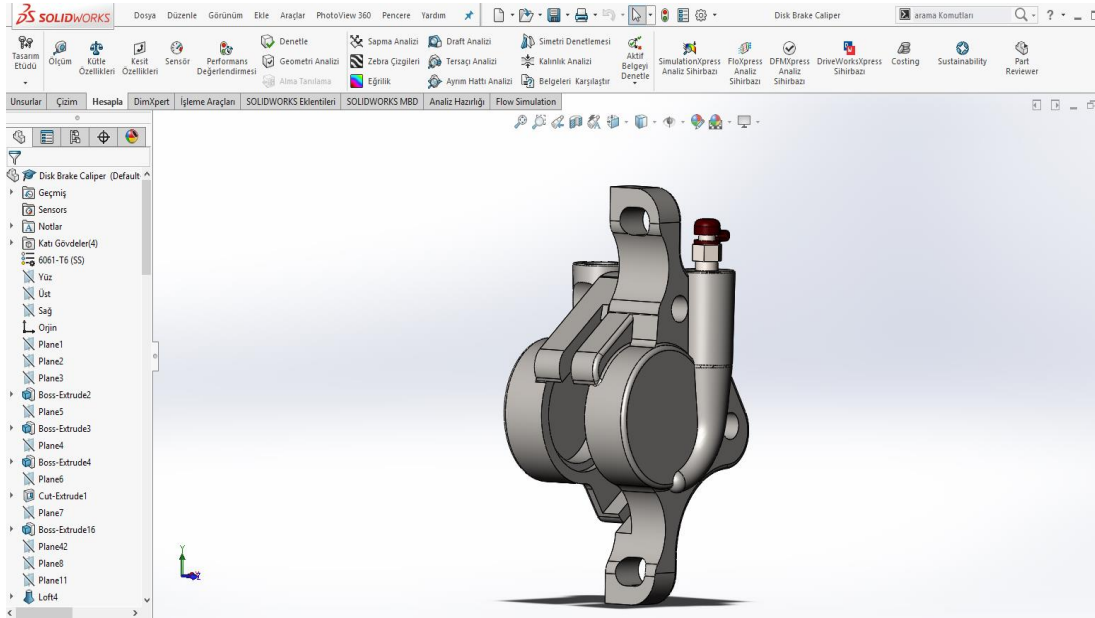 SOLIDWORKS Dosya Düzenle Görünüm Ekle Araçlar PhotoView 360 Pencere Yardım Disk Brake Caliper arama Komutları ?
Tasarım Etüdü
Ölçüm
Kütle Özellikleri
Kesit Özellikleri
Sensör
Performans Değerlendirmesi
Denetle
Geometri Analizi
Alma Tanılama
Sapma Analizi
Zebra Çizgileri
Eğrilik
Draft Analizi
Tersaçı Analizi
Ayrım Hattı Analizi
Simetri Denetlemesi
Kalınlık Analizi
Belgeleri Karşılaştır
Aktif Belgeyi Denetle
SimulationXpress Analiz Sihirbazı
FloXpress Analiz Sihirbazı
DFMXpress Analiz Sihirbazı
DriveWorksXpress Sihirbazı
Costing
Sustainability
Part Reviewer
Unsurlar Çizim Hesapla DimXpert İşleme Araçları SOLIDWORKS Eklentileri SOLIDWORKS MBD Analiz Hazırlığı Flow Simulation
Disk Brake Caliper (Default
Geçmiş
Sensors
Notlar
Katı Gövdeler(4)
6061-T6 (SS)
Yüz
Üst
Sağ
Orjin
Plane1
Plane2
Plane3
Boss-Extrude2
Plane5
Boss-Extrude3
Plane4
Boss-Extrude4
Plane6
Cut-Extrude1
Plane7
Boss-Extrude16
Plane42
Plane8
Plane11
Loft4
Y